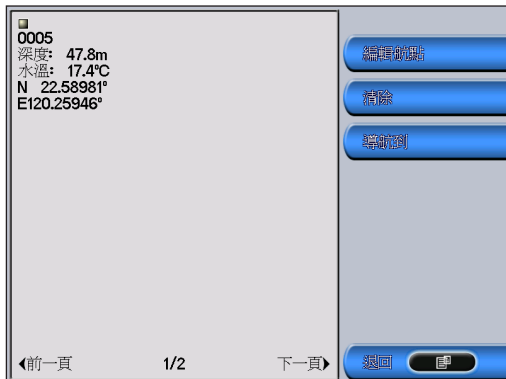 0005
深度: 47.8m
水溫: 17.4°C
N 22.58981°
E120.25946°
編輯航點
清除
導航到
前一頁 1/2 下一頁
退回